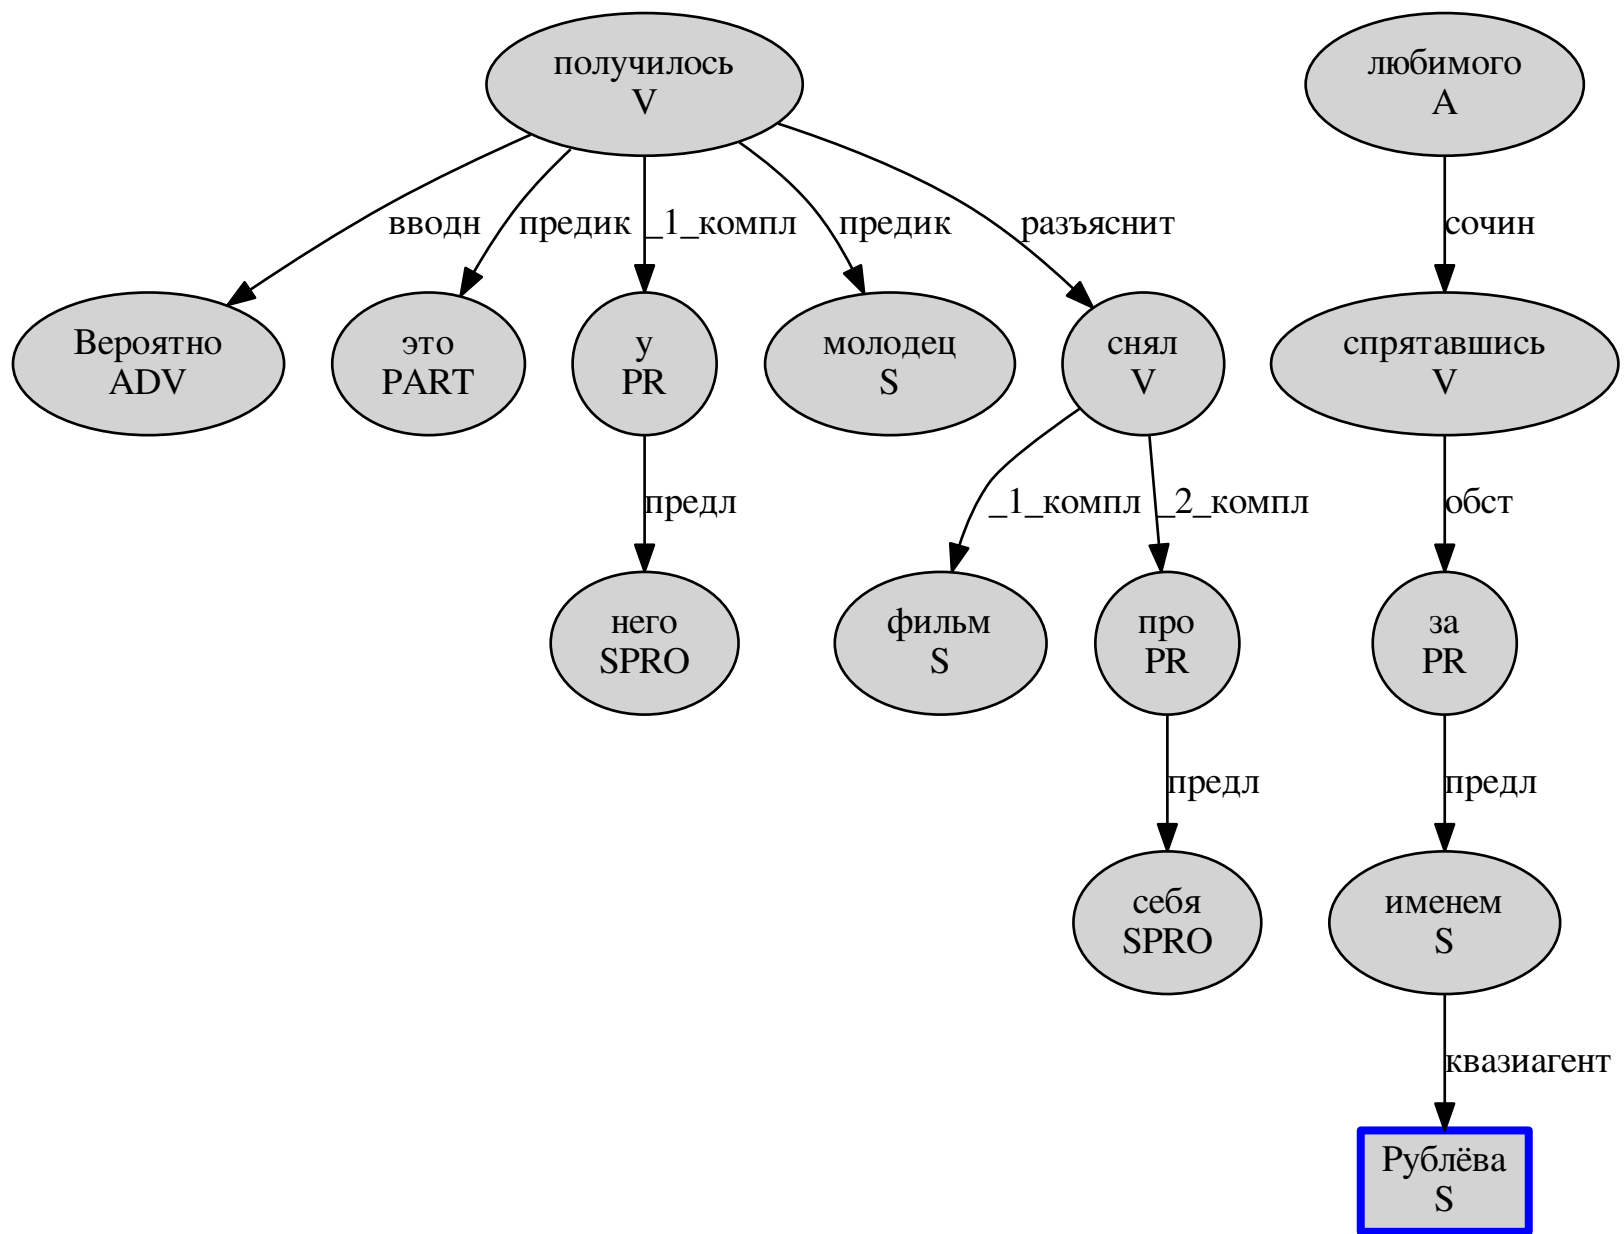 получилось
V
любимого
A
вводн
предик
_1_компл
предик
разъяснит
сочин
Вероятно
ADV
это
PART
у
PR
молодец
S
снял
V
спрятавшись
V
предл
_1_компл
_2_компл
обст
него
SPRO
фильм
S
про
PR
за
PR
предл
предл
себя
SPRO
именем
S
квазиагент
Рублёва
S